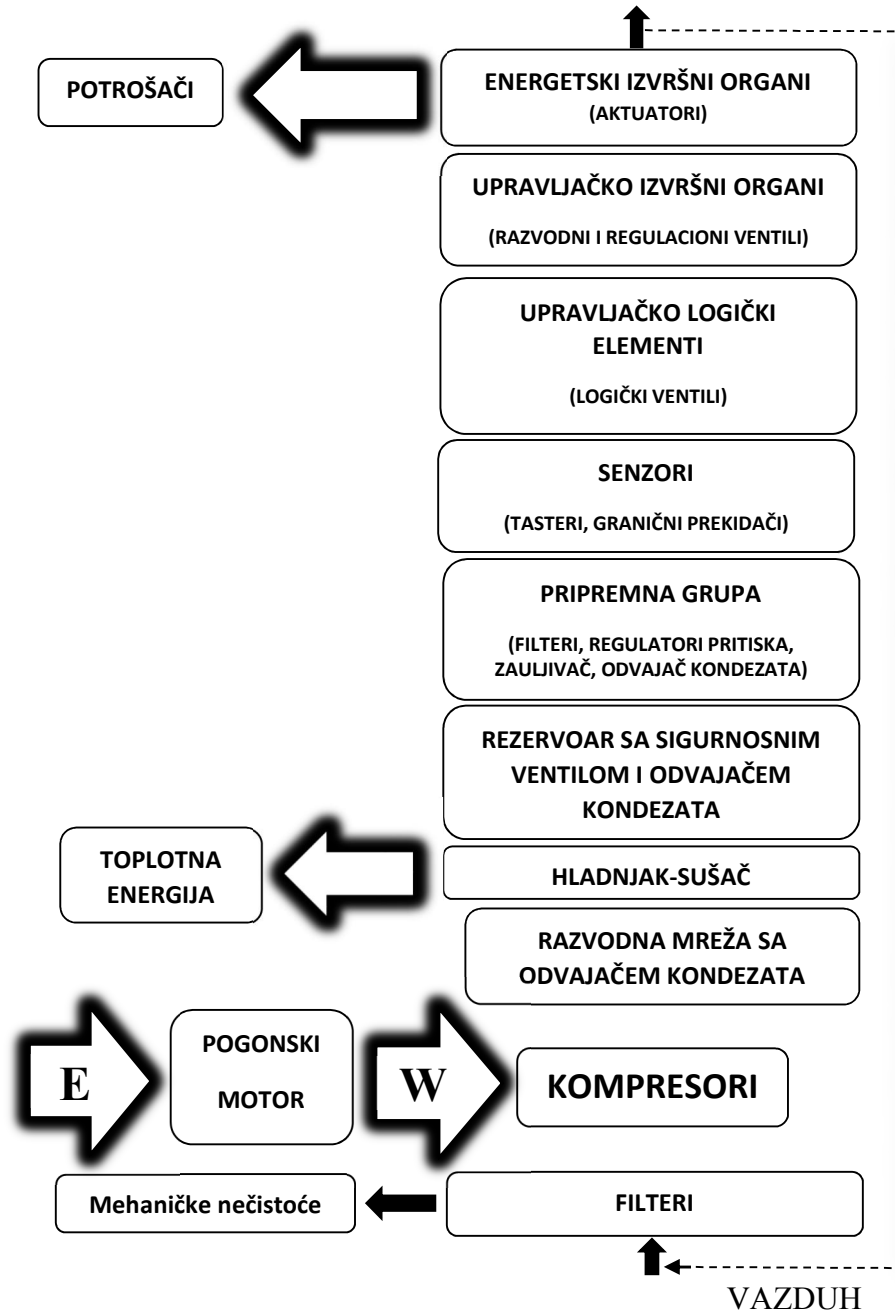 POTROŠAČI
ENERGETSKI IZVRŠNI ORGANI
(AKTUATORI)
UPRAVLJAČKO IZVRŠNI ORGANI
(RAZVODNI I REGULACIONI VENTILI)
UPRAVLJAČKO LOGIČKI
ELEMENTI
(LOGIČKI VENTILI)
SENZORI
(TASTERI, GRANIČNI PREKIDAČI)
PRIPREMNA GRUPA
(FILTERI, REGULATORI PRITISKA,
ZAULJIVAČ, ODVAJAČ KONDEZATA)
REZERVOAR SA SIGURNOSNIM
VENTILOM I ODVAJAČEM
KONDEZATA
TOPLOTNA
ENERGIJA
HLADNJAK-SUŠAČ
RAZVODNA MREŽA SA
ODVAJAČEM KONDEZATA
E
POGONSKI
MOTOR
W
KOMPRESORI
Mehaničke nečistoće
FILTERI
VAZDUH